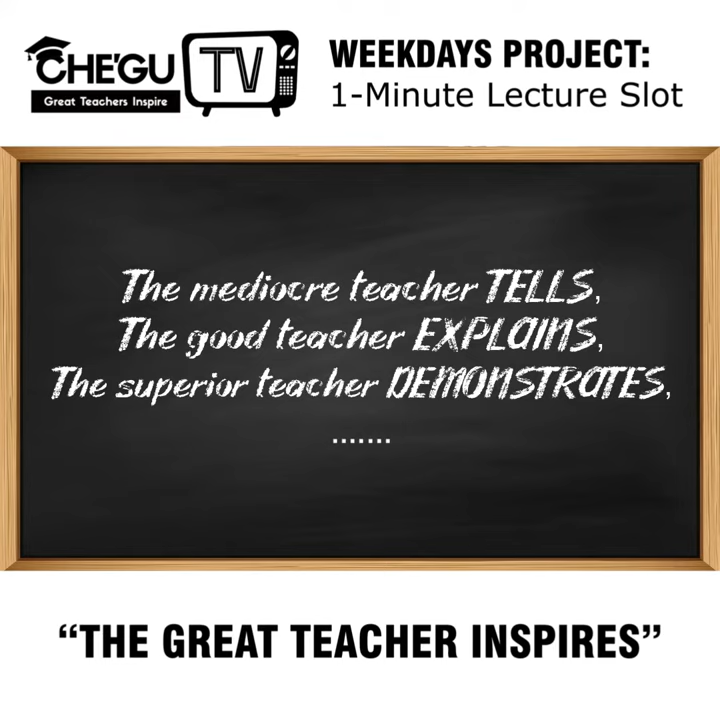 CHE'GU TV
Great Teachers Inspire
WEEKDAYS PROJECT:
1-Minute Lecture Slot
The mediocre teacher TELLS,
The good teacher EXPLAINS,
The superior teacher DEMONSTRATES,
.......
“THE GREAT TEACHER INSPIRES”